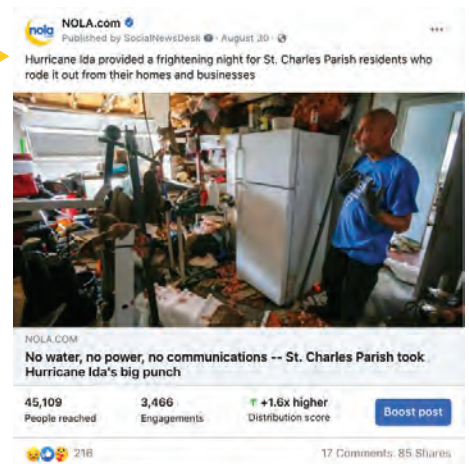 nola
NOLA.com
Published by SocialNewsDesk · August 30 ·
Hurricane Ida provided a frightening night for St. Charles Parish residents who
rode it out from their homes and businesses
NOLA.COM
No water, no power, no communications -- St. Charles Parish took
Hurricane Ida's big punch
45,109 3,466 +1.6x higher
People reached Engagements Distribution score Boost post
216 17 Comments 85 Shares